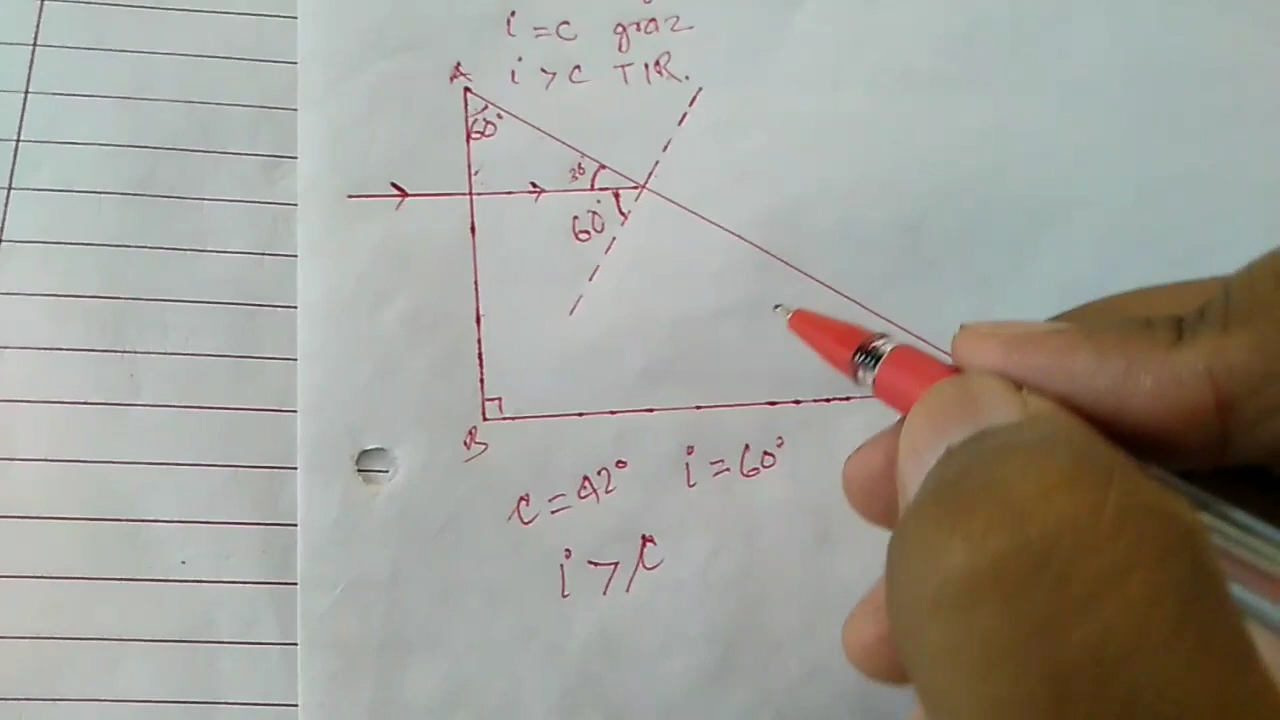 i = c graz
i > c TIR.
A
60°
30°
60°
B
c = 42° i = 60°
i > c